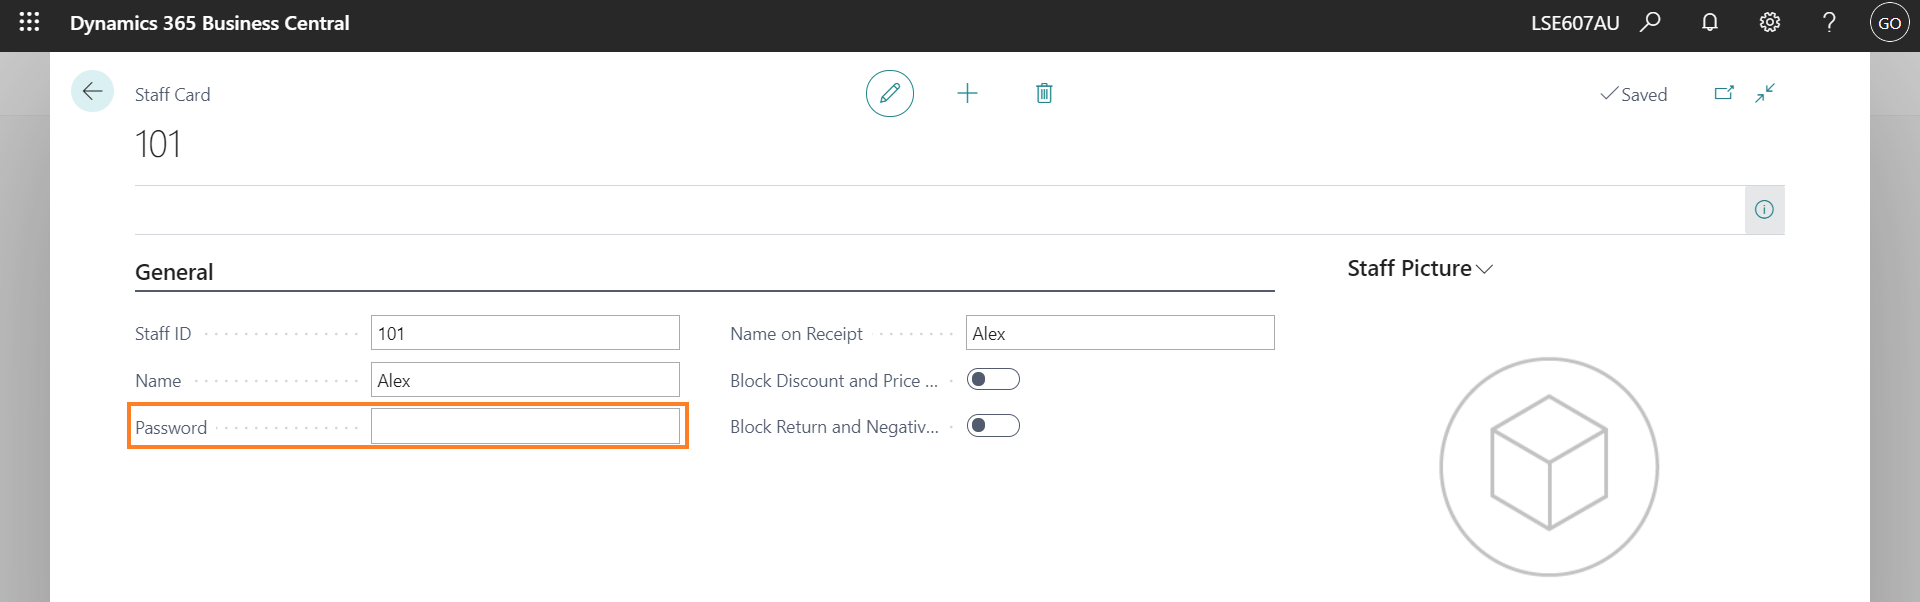 Dynamics 365 Business Central
LSE607AU
?
GO
Staff Card
Saved
101
General
Staff Picture
Staff ID
101
Name on Receipt
Alex
Name
Alex
Block Discount and Price ...
Password
Block Return and Negativ...